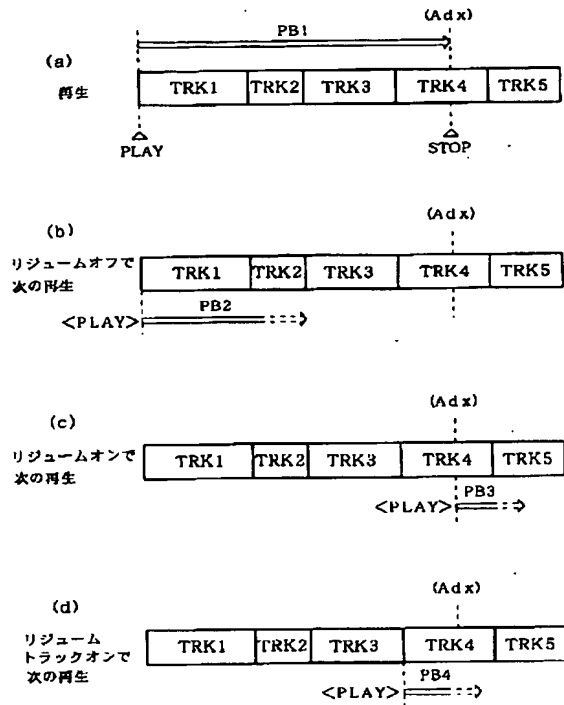 (Adx)
PB1
(a)
再生
TRK1 TRK2 TRK3 TRK4 TRK5
PLAY STOP
(Adx)
(b)
リジュームオフで
次の再生
TRK1 TRK2 TRK3 TRK4 TRK5
<PLAY> PB2
(Adx)
(c)
リジュームオンで
次の再生
TRK1 TRK2 TRK3 TRK4 TRK5
<PLAY> PB3
(Adx)
(d)
リジューム
トラックオンで
次の再生
TRK1 TRK2 TRK3 TRK4 TRK5
<PLAY> PB4